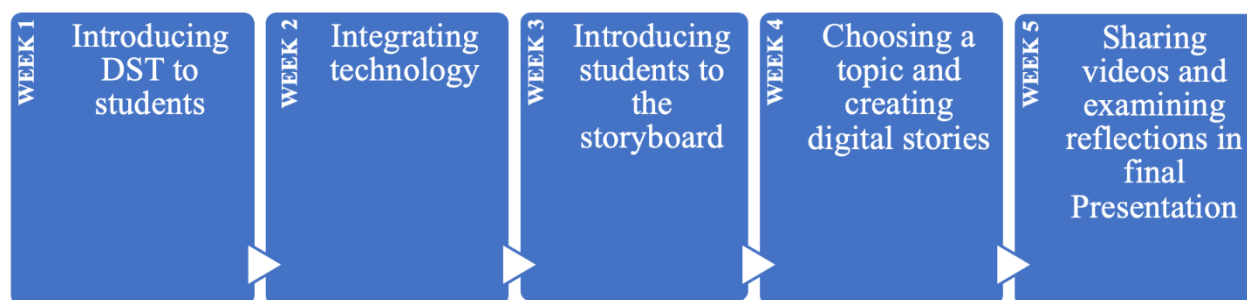 WEEK 1
Introducing
DST to
students
WEEK 2
Integrating
technology
WEEK 3
Introducing
students to
the
storyboard
WEEK 4
Choosing a
topic and
creating
digital stories
WEEK 5
Sharing
videos and
examining
reflections in
final
Presentation